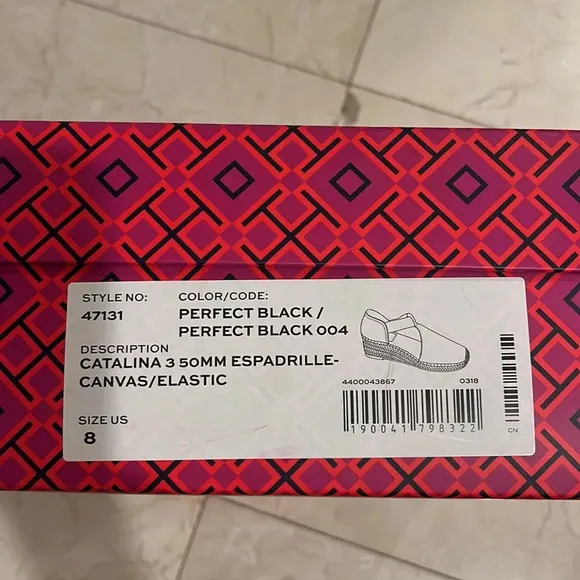 STYLE NO:
47131
COLOR/CODE:
PERFECT BLACK /
PERFECT BLACK 004
DESCRIPTION
CATALINA 3 50MM ESPADRILLE-
CANVAS/ELASTIC
SIZE US
8
4400043867 0318
190041798322
CN